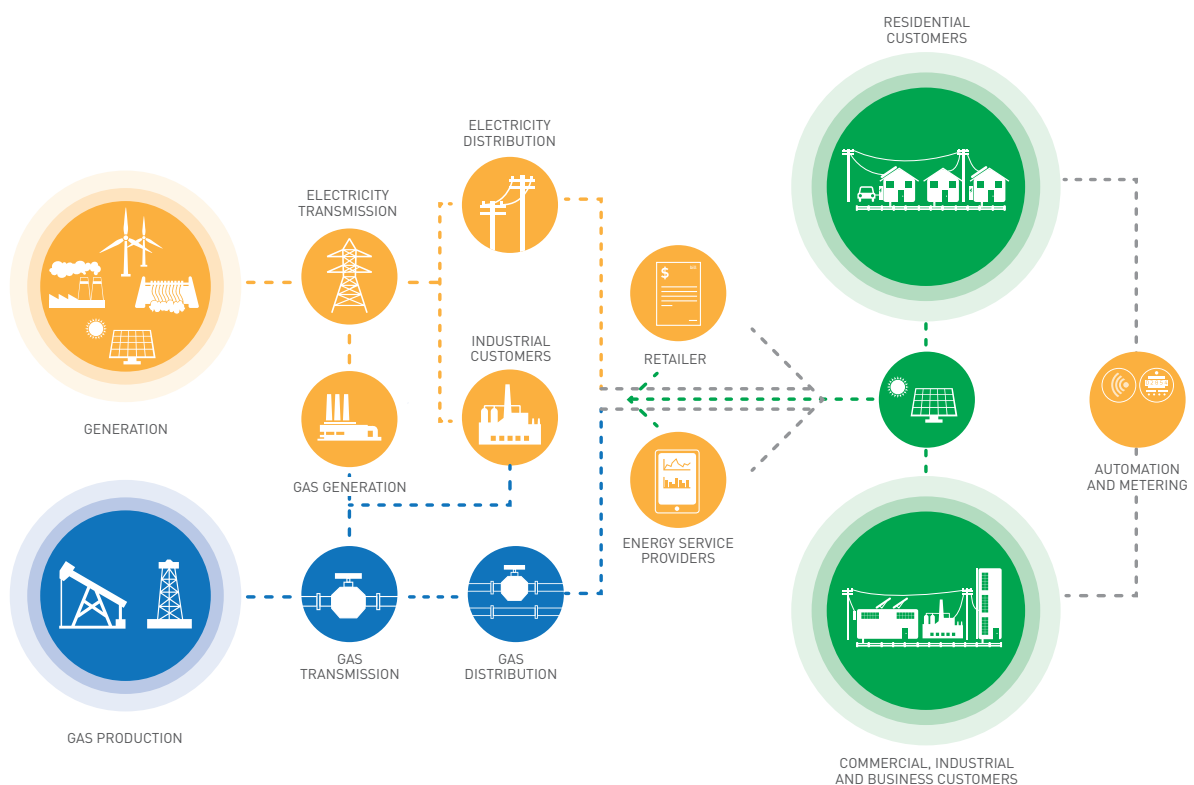 RESIDENTIAL
CUSTOMERS
ELECTRICITY
DISTRIBUTION
ELECTRICITY
TRANSMISSION
GENERATION
INDUSTRIAL
CUSTOMERS
$
RETAILER
GAS GENERATION
ENERGY SERVICE
PROVIDERS
AUTOMATION
AND METERING
GAS
TRANSMISSION
GAS
DISTRIBUTION
GAS PRODUCTION
COMMERCIAL, INDUSTRIAL
AND BUSINESS CUSTOMERS